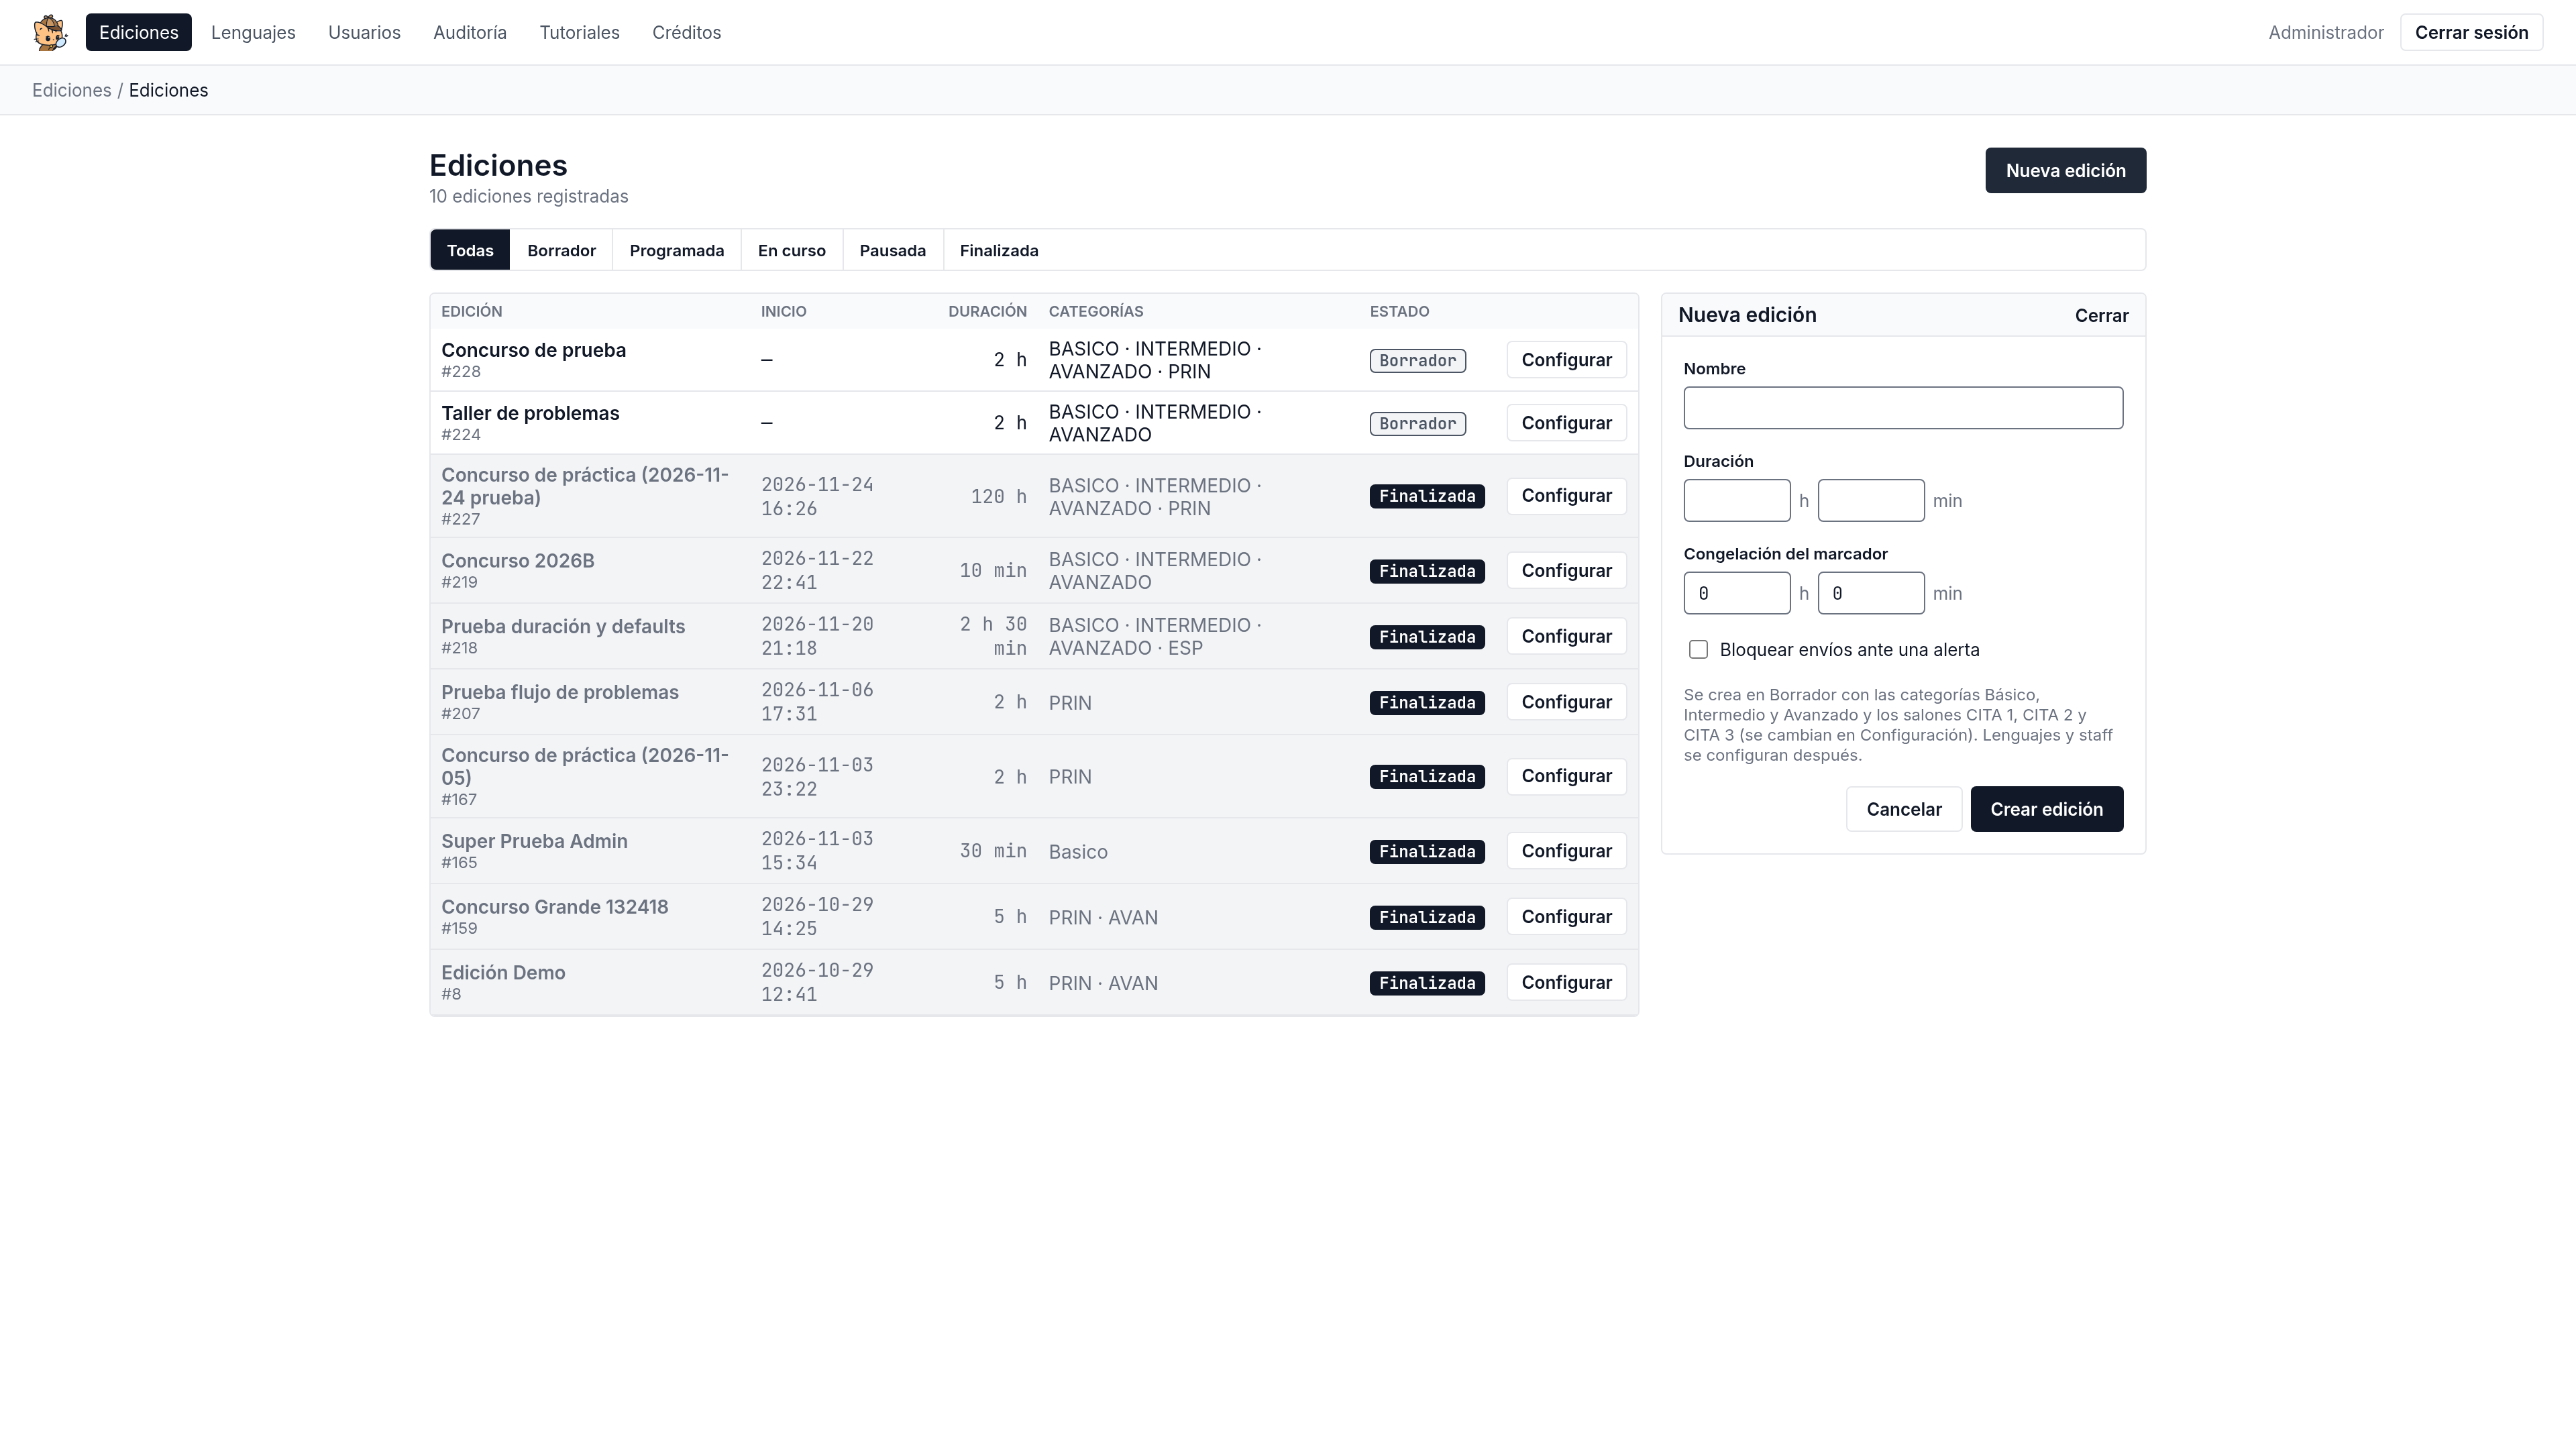 Ediciones Lenguajes Usuarios Auditoría Tutoriales Créditos Administrador Cerrar sesión
Ediciones / Ediciones
Ediciones
10 ediciones registradas
Nueva edición
Todas Borrador Programada En curso Pausada Finalizada
EDICIÓN INICIO DURACIÓN CATEGORÍAS ESTADO
Concurso de prueba
#228
—
2 h
BASICO · INTERMEDIO ·
AVANZADO · PRIN
Borrador
Configurar
Taller de problemas
#224
—
2 h
BASICO · INTERMEDIO ·
AVANZADO
Borrador
Configurar
Concurso de práctica (2026-11-
24 prueba)
#227
2026-11-24
16:26
120 h
BASICO · INTERMEDIO ·
AVANZADO · PRIN
Finalizada
Configurar
Concurso 2026B
#219
2026-11-22
22:41
10 min
BASICO · INTERMEDIO ·
AVANZADO
Finalizada
Configurar
Prueba duración y defaults
#218
2026-11-20
21:18
2 h 30
min
BASICO · INTERMEDIO ·
AVANZADO · ESP
Finalizada
Configurar
Prueba flujo de problemas
#207
2026-11-06
17:31
2 h
PRIN
Finalizada
Configurar
Concurso de práctica (2026-11-
05)
#167
2026-11-03
23:22
2 h
PRIN
Finalizada
Configurar
Super Prueba Admin
#165
2026-11-03
15:34
30 min
Basico
Finalizada
Configurar
Concurso Grande 132418
#159
2026-10-29
14:25
5 h
PRIN · AVAN
Finalizada
Configurar
Edición Demo
#8
2026-10-29
12:41
5 h
PRIN · AVAN
Finalizada
Configurar
Nueva edición Cerrar
Nombre
Duración
h min
Congelación del marcador
0 h 0 min
Bloquear envíos ante una alerta
Se crea en Borrador con las categorías Básico,
Intermedio y Avanzado y los salones CITA 1, CITA 2 y
CITA 3 (se cambian en Configuración). Lenguajes y staff
se configuran después.
Cancelar Crear edición